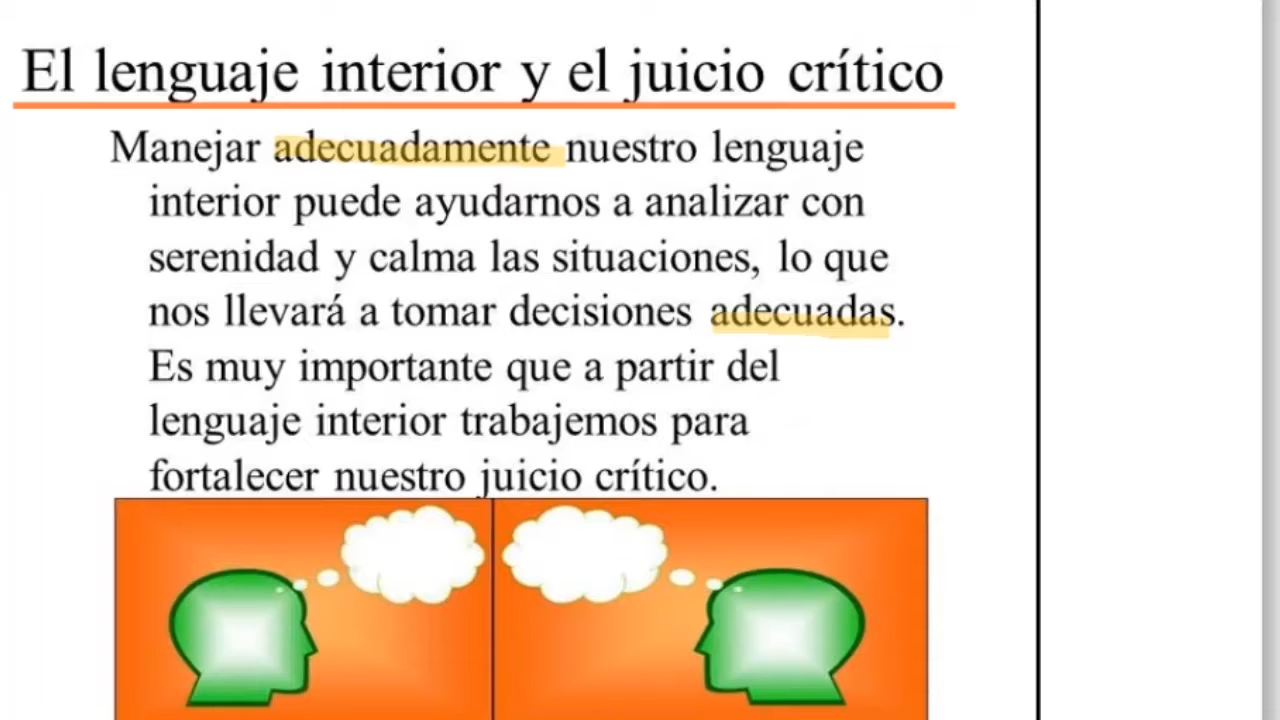 El lenguaje interior y el juicio crítico
Manejar adecuadamente nuestro lenguaje
interior puede ayudarnos a analizar con
serenidad y calma las situaciones, lo que
nos llevará a tomar decisiones adecuadas.
Es muy importante que a partir del
lenguaje interior trabajemos para
fortalecer nuestro juicio crítico.